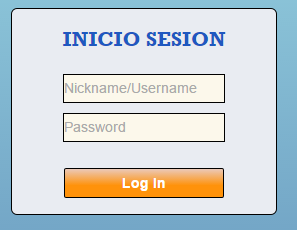 INICIO SESION
Nickname/Username
Password
Log In